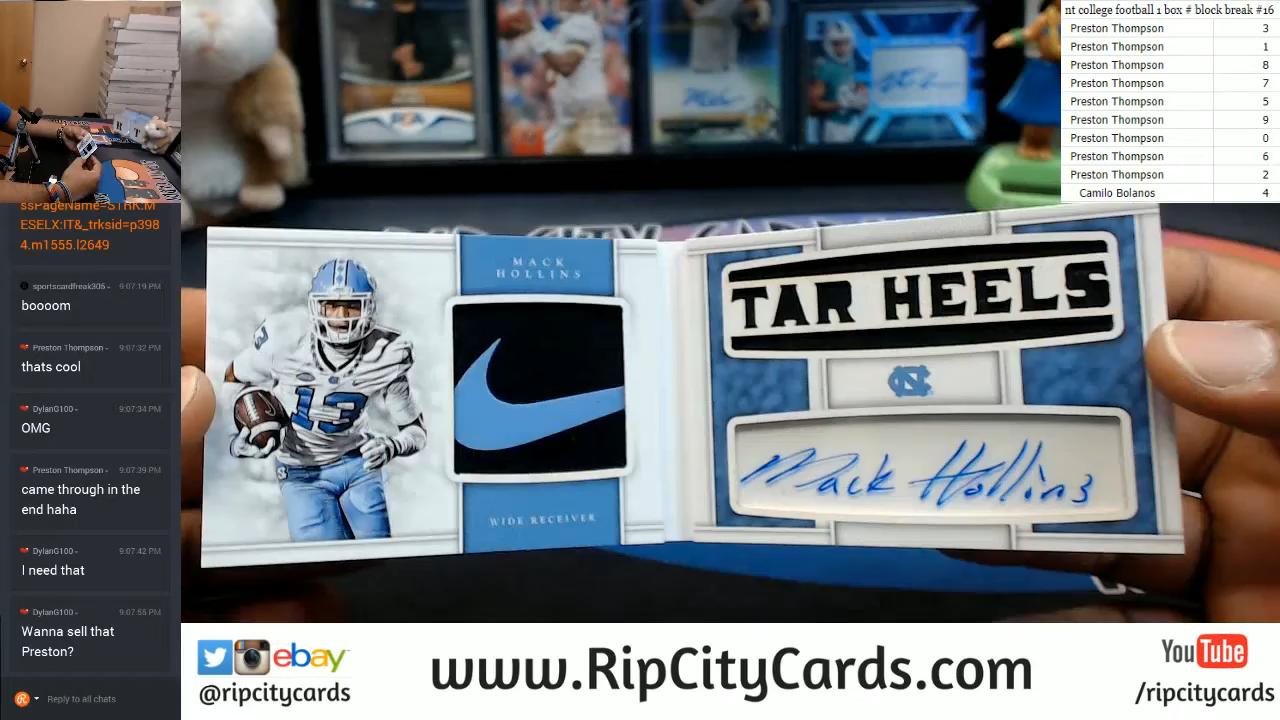 nt college football 1 box # block break #16
Preston Thompson 3
Preston Thompson 1
Preston Thompson 8
Preston Thompson 7
Preston Thompson 5
Preston Thompson 9
Preston Thompson 0
Preston Thompson 6
Preston Thompson 2
Camilo Bolanos 4
ssPageName=STRK:M
ESELX:IT&_trksid=p398
4.m1555.l2649
sportscardfreak305 - 9:07:19 PM
boooom
Preston Thompson - 9:07:32 PM
thats cool
DylanG100 - 9:07:34 PM
OMG
Preston Thompson - 9:07:39 PM
came through in the
end haha
DylanG100 - 9:07:42 PM
I need that
DylanG100 - 9:07:55 PM
Wanna sell that
Preston?
Reply to all chats
MACK
HOLLINS
13
WIDE RECEIVER
TAR HEELS
NC
Mack Hollins
ebay
@ripcitycards
www.RipCityCards.com
YouTube
/ripcitycards